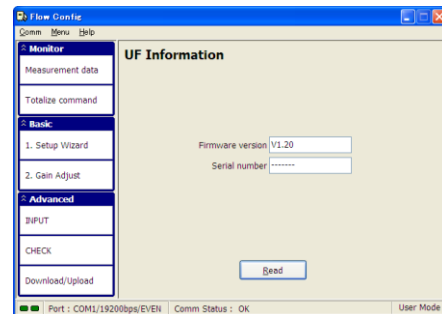 Flow Config
Comm Menu Help
Monitor
Measurement data
Totalize command
Basic
1. Setup Wizard
2. Gain Adjust
Advanced
INPUT
CHECK
Download/Upload
UF Information
Firmware version V1.20
Serial number -------
Read
Port : COM1/19200bps/EVEN Comm Status : OK User Mode